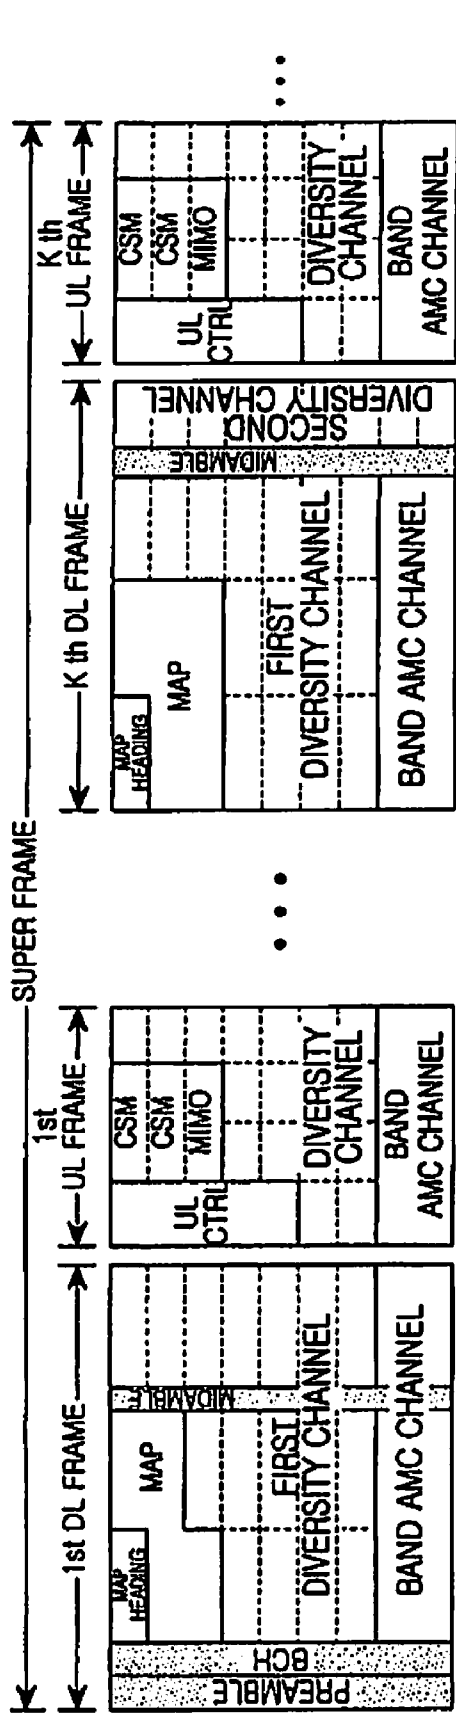 SUPER FRAME
1st DL FRAME
1st
UL FRAME
K th DL FRAME
K th
UL FRAME
PREAMBLE
BCH
MAP
HEADING
MAP
MIDAMBLE
FIRST
DIVERSITY CHANNEL
BAND AMC CHANNEL
UL
CTRL
CSM
CSM
MIMO
DIVERSITY
CHANNEL
BAND
AMC CHANNEL
MAP
HEADING
MAP
FIRST
DIVERSITY CHANNEL
BAND AMC CHANNEL
MIDAMBLE
SECOND
DIVERSITY CHANNEL
UL
CTRL
CSM
CSM
MIMO
DIVERSITY
CHANNEL
BAND
AMC CHANNEL